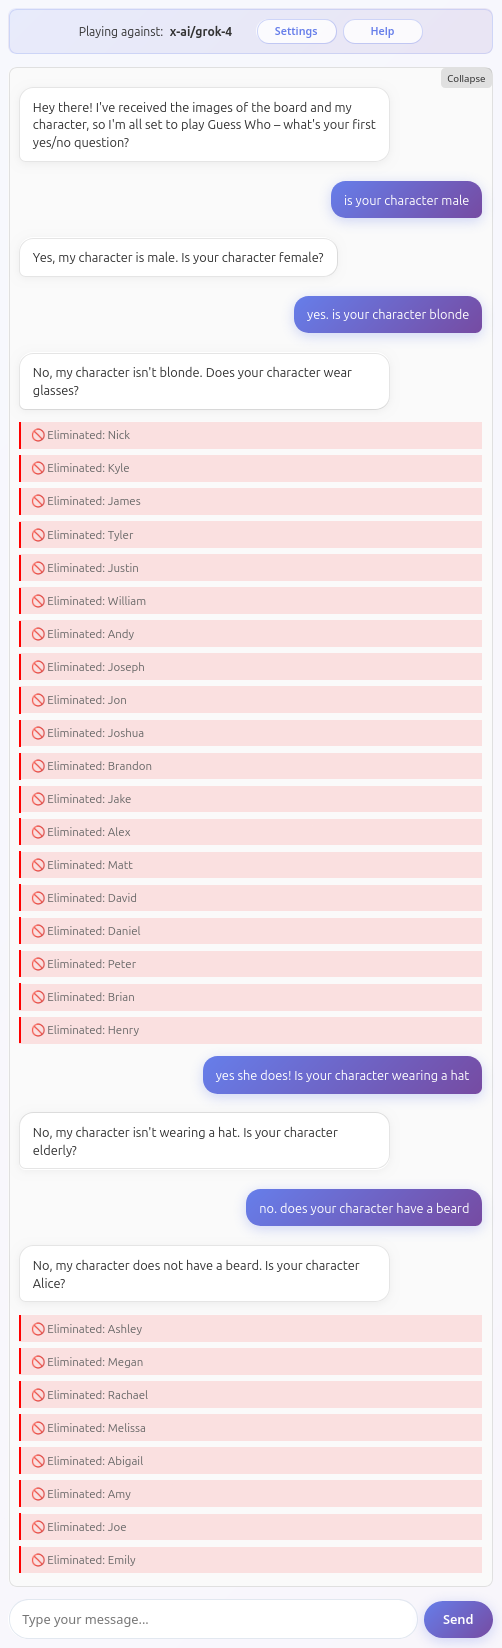 Playing against: x-ai/grok-4 Settings Help
Collapse
Hey there! I've received the images of the board and my
character, so I'm all set to play Guess Who – what's your first
yes/no question?
is your character male
Yes, my character is male. Is your character female?
yes. is your character blonde
No, my character isn't blonde. Does your character wear
glasses?
🚫 Eliminated: Nick
🚫 Eliminated: Kyle
🚫 Eliminated: James
🚫 Eliminated: Tyler
🚫 Eliminated: Justin
🚫 Eliminated: William
🚫 Eliminated: Andy
🚫 Eliminated: Joseph
🚫 Eliminated: Jon
🚫 Eliminated: Joshua
🚫 Eliminated: Brandon
🚫 Eliminated: Jake
🚫 Eliminated: Alex
🚫 Eliminated: Matt
🚫 Eliminated: David
🚫 Eliminated: Daniel
🚫 Eliminated: Peter
🚫 Eliminated: Brian
🚫 Eliminated: Henry
yes she does! Is your character wearing a hat
No, my character isn't wearing a hat. Is your character
elderly?
no. does your character have a beard
No, my character does not have a beard. Is your character
Alice?
🚫 Eliminated: Ashley
🚫 Eliminated: Megan
🚫 Eliminated: Rachael
🚫 Eliminated: Melissa
🚫 Eliminated: Abigail
🚫 Eliminated: Amy
🚫 Eliminated: Joe
🚫 Eliminated: Emily
Type your message... Send